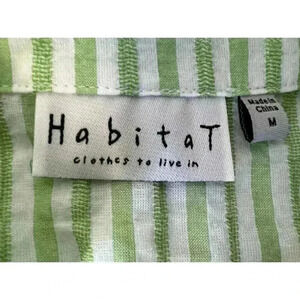 HabitaT
clothes to live in
Made in
China
M